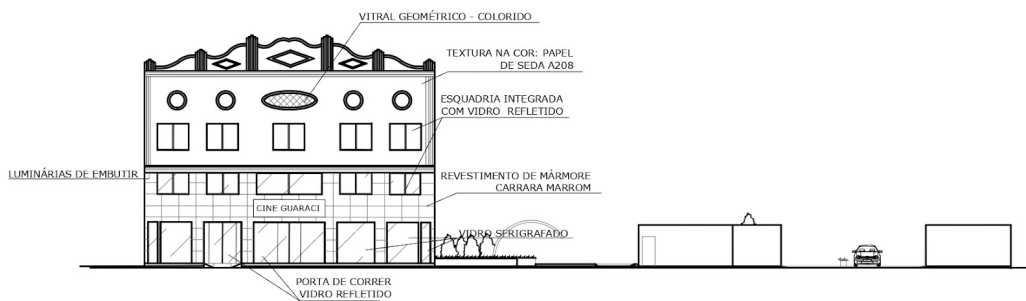 VITRAL GEOMÉTRICO - COLORIDO
TEXTURA NA COR: PAPEL
DE SEDA A208
ESQUADRIA INTEGRADA
COM VIDRO REFLETIDO
LUMINÁRIAS DE EMBUTIR
REVESTIMENTO DE MÁRMORE
CARRARA MARROM
CINE GUARACI
VIDRO SERIGRAFADO
PORTA DE CORRER
VIDRO REFLETIDO